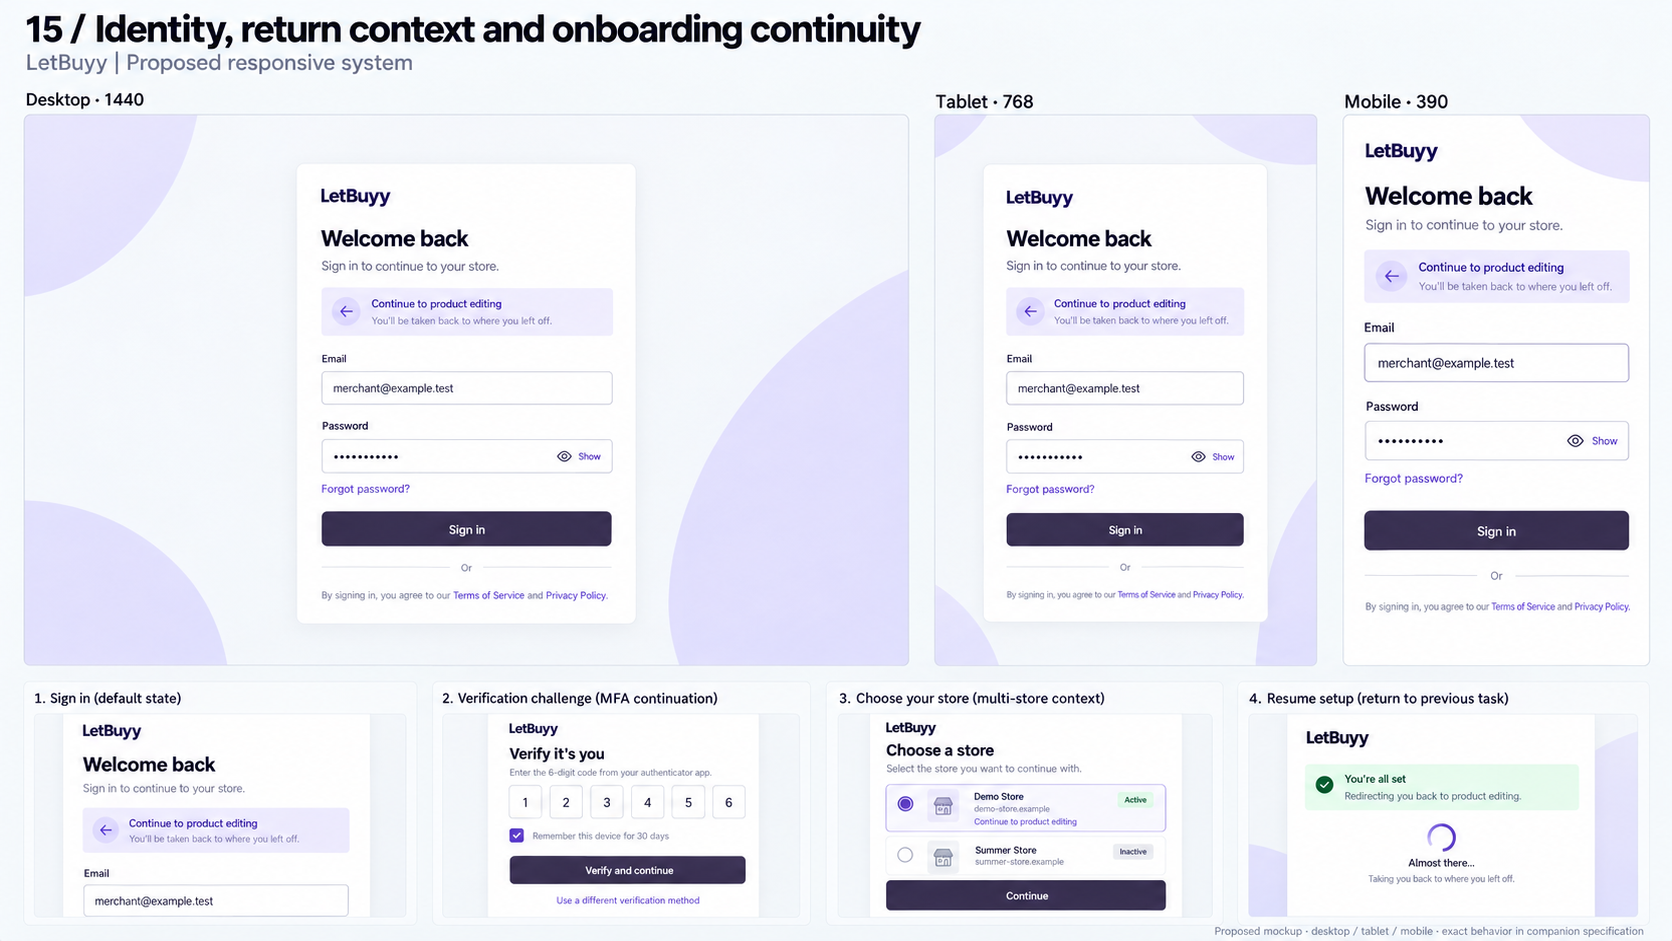 15 / Identity, return context and onboarding continuity
LetBuyy | Proposed responsive system
Desktop • 1440
LetBuyy
Welcome back
Sign in to continue to your store.
Continue to product editing
You'll be taken back to where you left off.
Email
merchant@example.test
Password
•••••••••••
Show
Forgot password?
Sign in
Or
By signing in, you agree to our Terms of Service and Privacy Policy.
Tablet • 768
LetBuyy
Welcome back
Sign in to continue to your store.
Continue to product editing
You'll be taken back to where you left off.
Email
merchant@example.test
Password
•••••••••••
Show
Forgot password?
Sign in
Or
By signing in, you agree to our Terms of Service and Privacy Policy.
Mobile • 390
LetBuyy
Welcome back
Sign in to continue to your store.
Continue to product editing
You'll be taken back to where you left off.
Email
merchant@example.test
Password
••••••••••
Show
Forgot password?
Sign in
Or
By signing in, you agree to our Terms of Service and Privacy Policy.
1. Sign in (default state)
LetBuyy
Welcome back
Sign in to continue to your store.
Continue to product editing
You'll be taken back to where you left off.
Email
merchant@example.test
2. Verification challenge (MFA continuation)
LetBuyy
Verify it's you
Enter the 6-digit code from your authenticator app.
1 2 3 4 5 6
Remember this device for 30 days
Verify and continue
Use a different verification method
3. Choose your store (multi-store context)
LetBuyy
Choose a store
Select the store you want to continue with.
Demo Store
Active
demo-store.example
Continue to product editing
Summer Store
Inactive
summer-store.example
Continue
4. Resume setup (return to previous task)
LetBuyy
You're all set
Redirecting you back to product editing.
Almost there...
Taking you back to where you left off.
Proposed mockup • desktop / tablet / mobile • exact behavior in companion specification